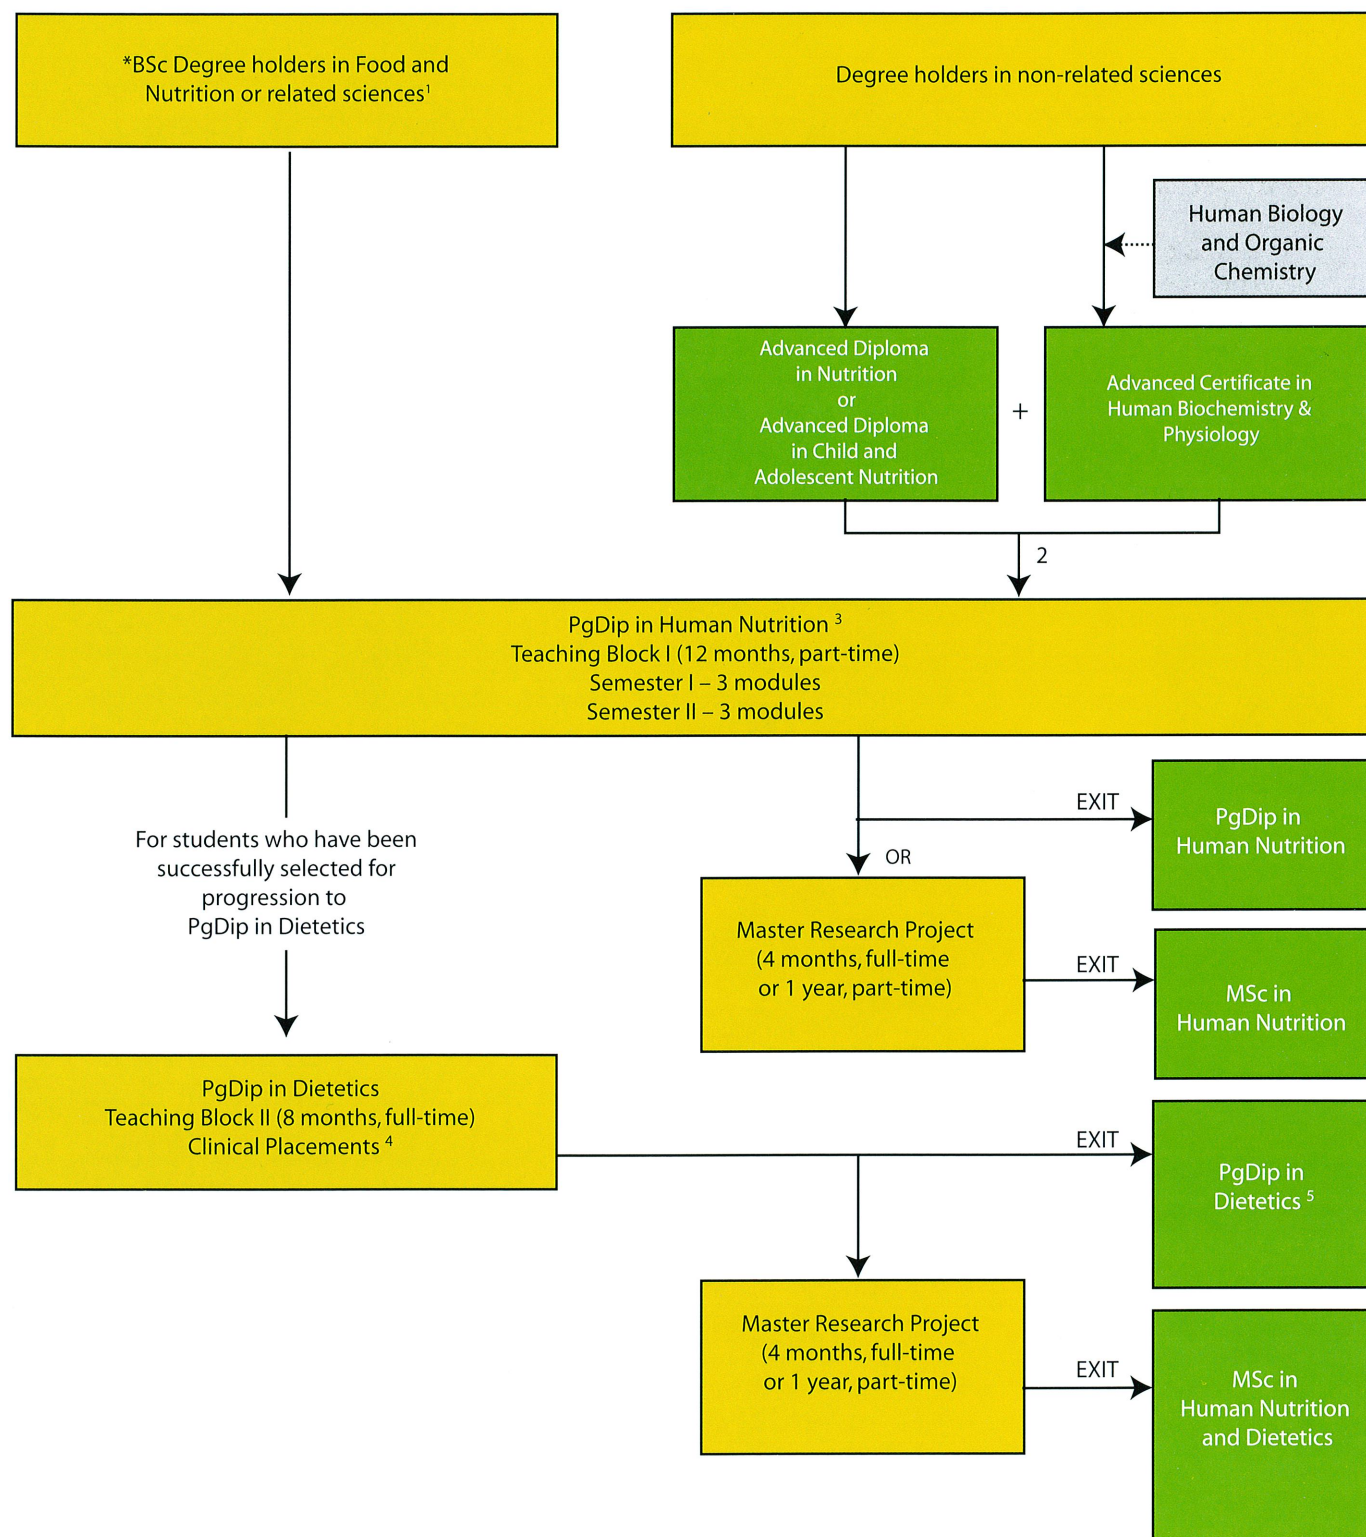 *BSc Degree holders in Food and
Nutrition or related sciences¹
Degree holders in non-related sciences
Human Biology
and Organic
Chemistry
Advanced Diploma
in Nutrition
or
Advanced Diploma
in Child and
Adolescent Nutrition
+
Advanced Certificate in
Human Biochemistry &
Physiology
2
PgDip in Human Nutrition ³
Teaching Block I (12 months, part-time)
Semester I – 3 modules
Semester II – 3 modules
For students who have been
successfully selected for
progression to
PgDip in Dietetics
EXIT
PgDip in
Human Nutrition
OR
Master Research Project
(4 months, full-time
or 1 year, part-time)
EXIT
MSc in
Human Nutrition
PgDip in Dietetics
Teaching Block II (8 months, full-time)
Clinical Placements ⁴
EXIT
PgDip in
Dietetics ⁵
Master Research Project
(4 months, full-time
or 1 year, part-time)
EXIT
MSc in
Human Nutrition
and Dietetics